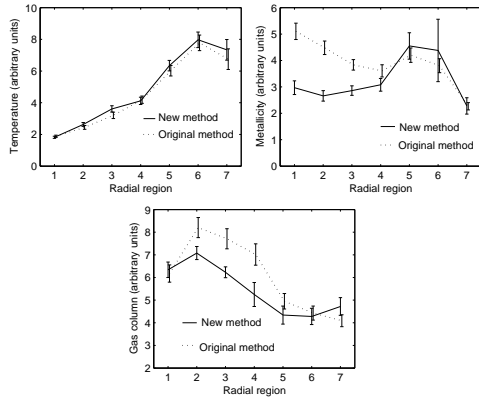 10
8
6
4
2
0
Temperature (arbitrary units)
New method
Original method
1 2 3 4 5 6 7
Radial region
6
5
4
3
2
1
0
Metallicity (arbitrary units)
New method
Original method
1 2 3 4 5 6 7
Radial region
9
8
7
6
5
4
3
2
Gas column (arbitrary units)
New method
Original method
1 2 3 4 5 6 7
Radial region